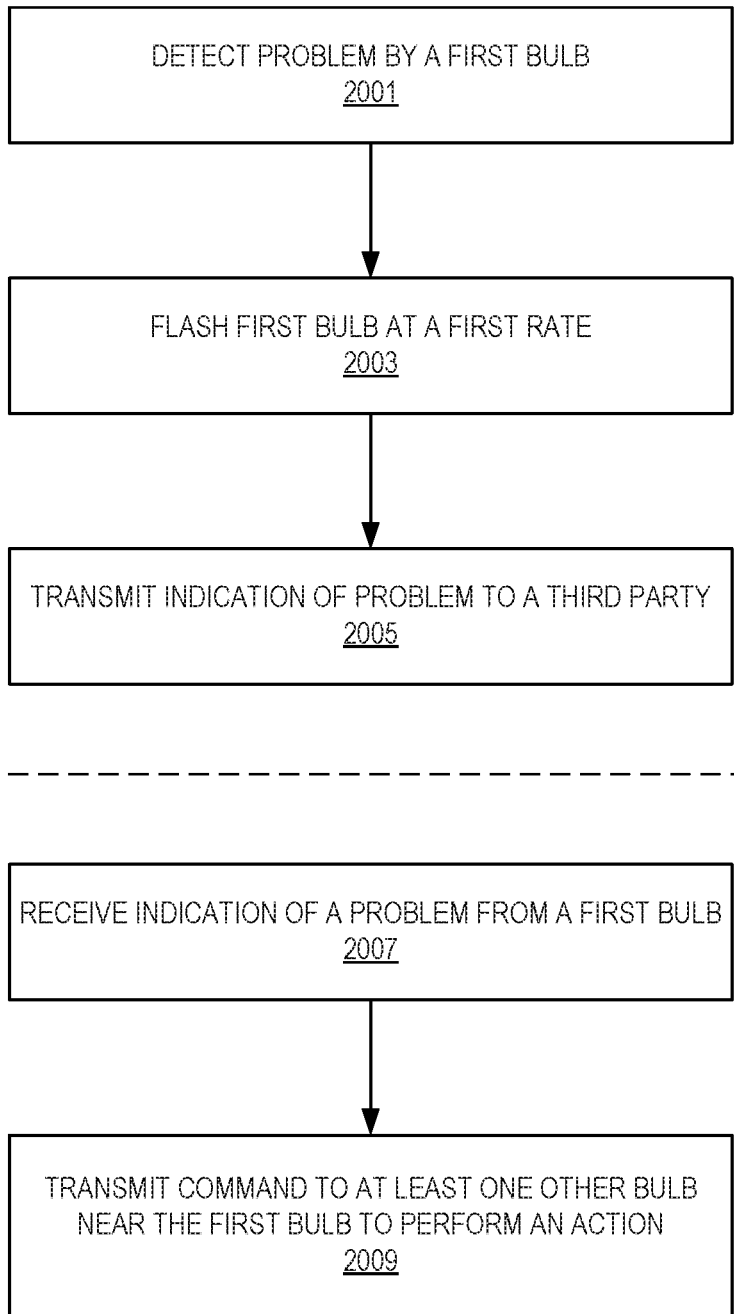 DETECT PROBLEM BY A FIRST BULB
2001
FLASH FIRST BULB AT A FIRST RATE
2003
TRANSMIT INDICATION OF PROBLEM TO A THIRD PARTY
2005
RECEIVE INDICATION OF A PROBLEM FROM A FIRST BULB
2007
TRANSMIT COMMAND TO AT LEAST ONE OTHER BULB
NEAR THE FIRST BULB TO PERFORM AN ACTION
2009